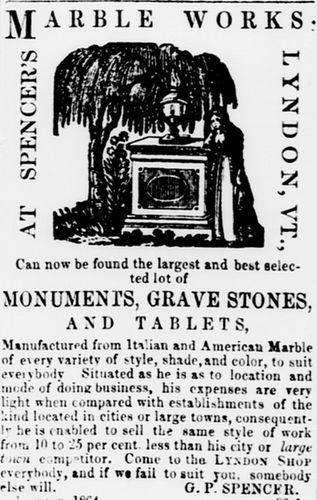 MARBLE WORKS:
AT SPENCER'S
LYNDON, VT.,
Can now be found the largest and best selec-
ted lot of
MONUMENTS, GRAVE STONES,
AND TABLETS,
Manufactured from Italian and American Marble
of every variety of style, shade, and color, to suit
everybody Situated as he is as to location and
mode of doing business, his expenses are very
light when compared with establishments of the
kind located in cities or large towns, consequent-
ly he is enabled to sell the same style of work
from 10 to 25 per cent. less than his city or large
town competitor. Come to the LYNDON SHOP
everybody, and if we fail to suit you, somebody
else will. G. P. SPENCER.
1864